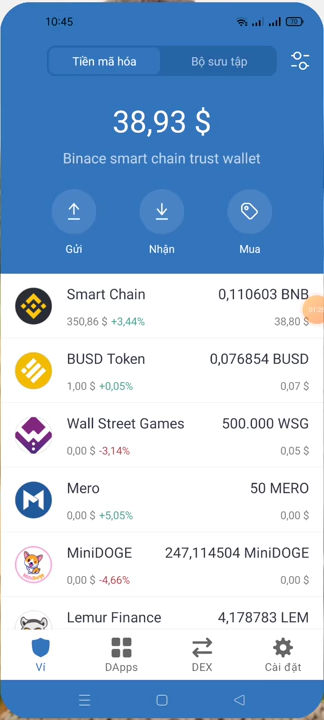 10:45
70
Tiền mã hóa
Bộ sưu tập
38,93 $
Binace smart chain trust wallet
Gửi
Nhận
Mua
Smart Chain 0,110603 BNB
350,86 $ +3,44% 38,80 $
BUSD Token 0,076854 BUSD
1,00 $ +0,05% 0,07 $
Wall Street Games 500.000 WSG
0,00 $ -3,14% 0,05 $
Mero 50 MERO
0,00 $ +5,05% 0,00 $
MiniDOGE 247,114504 MiniDOGE
0,00 $ -4,66% 0,00 $
Lemur Finance 4,178783 LEM
Ví
DApps
DEX
Cài đặt